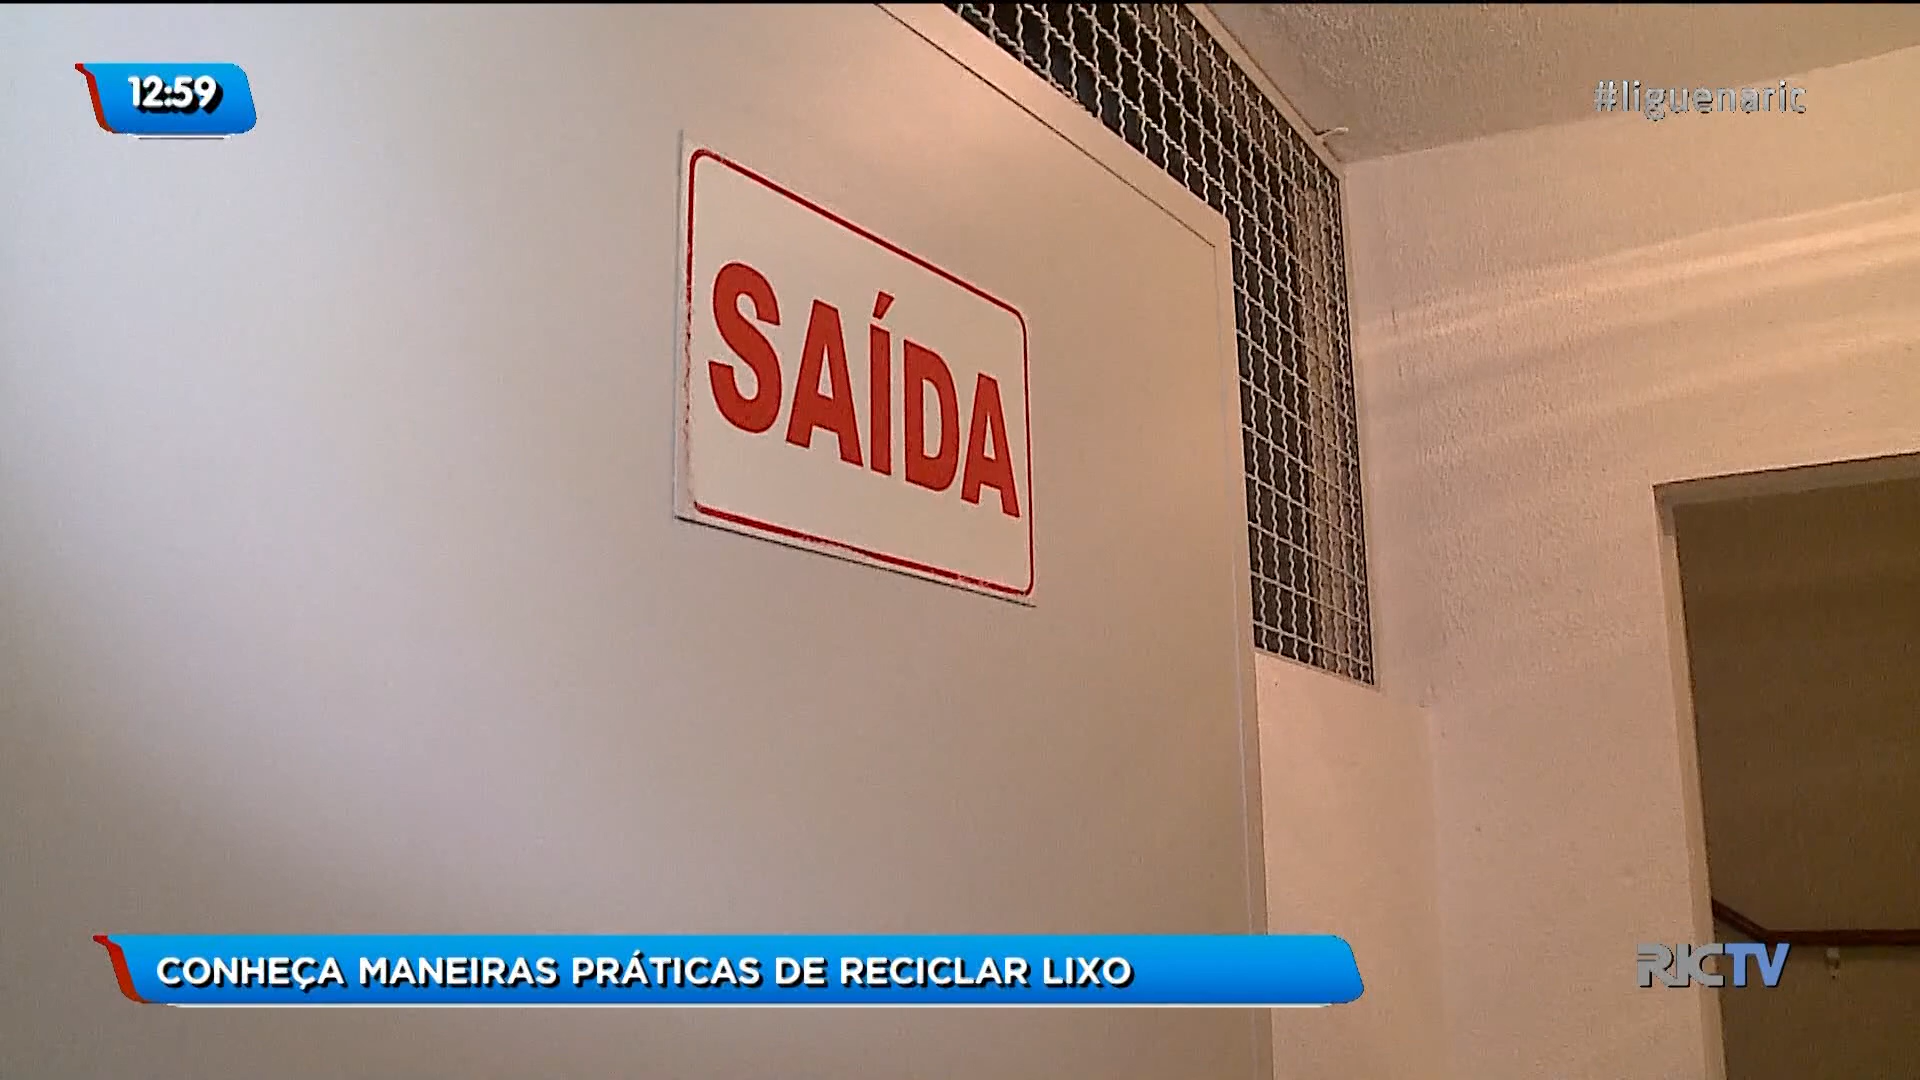 12:59
#liguenaric
SAÍDA
CONHEÇA MANEIRAS PRÁTICAS DE RECICLAR LIXO
RICTV